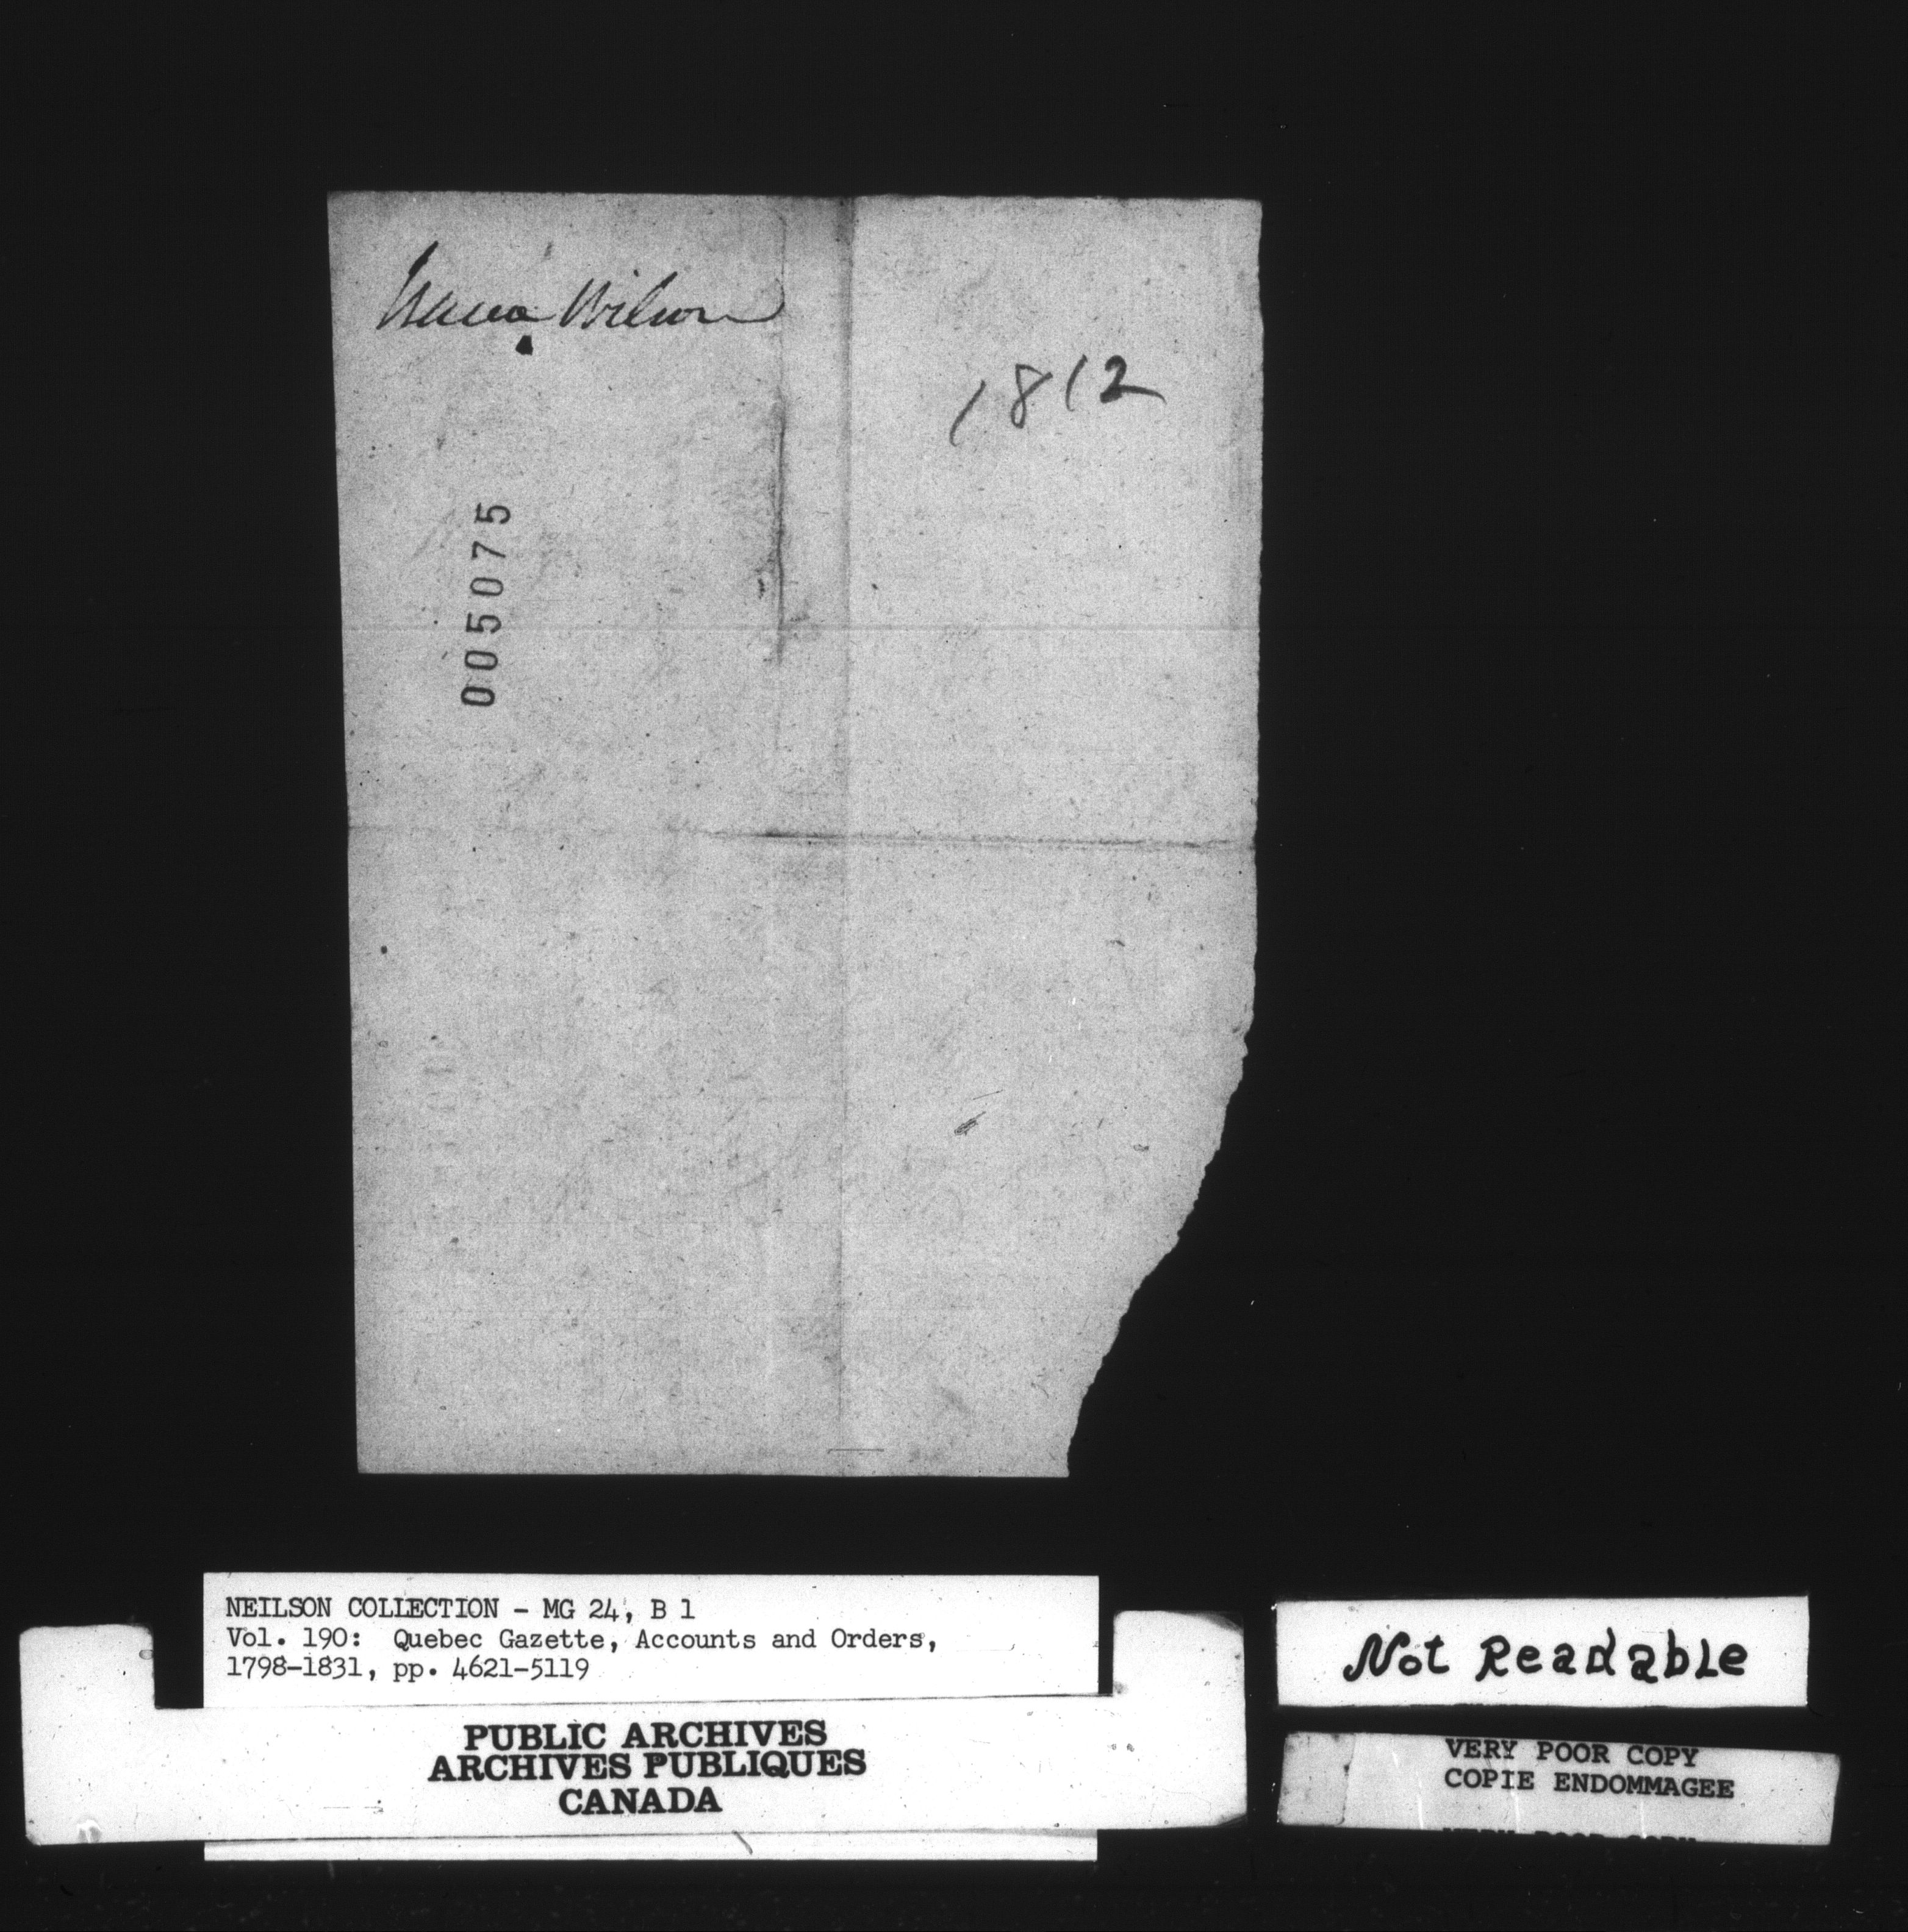 Wilson
1812
005075
NEILSON COLLECTION - MG 24, B 1
Vol. 190: Quebec Gazette, Accounts and Orders,
1798-1831, pp. 4621-5119
PUBLIC ARCHIVES
ARCHIVES PUBLIQUES
CANADA
Not Readable
VERY POOR COPY
COPIE ENDOMMAGEE